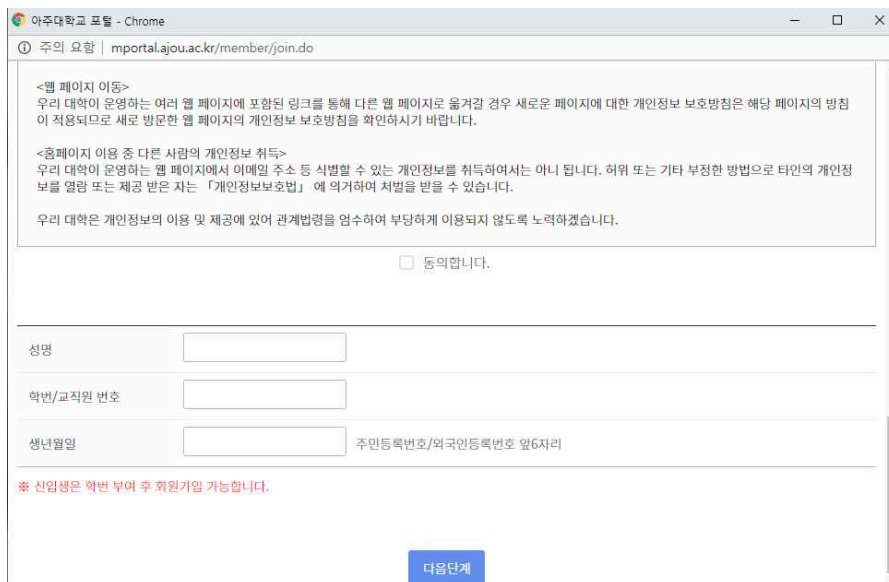 아주대학교 포털 - Chrome
주의 요함 | mportal.ajou.ac.kr/member/join.do
<웹 페이지 이동>
우리 대학이 운영하는 여러 웹 페이지에 포함된 링크를 통해 다른 웹 페이지로 옮겨갈 경우 새로운 페이지에 대한 개인정보 보호방침은 해당 페이지의 방침
이 적용되므로 새로 방문한 웹 페이지의 개인정보 보호방침을 확인하시기 바랍니다.
<홈페이지 이용 중 다른 사람의 개인정보 취득>
우리 대학이 운영하는 웹 페이지에서 이메일 주소 등 식별할 수 있는 개인정보를 취득하여서는 아니 됩니다. 허위 또는 기타 부정한 방법으로 타인의 개인정
보를 열람 또는 제공 받은 자는 「개인정보보호법」 에 의거하여 처벌을 받을 수 있습니다.
우리 대학은 개인정보의 이용 및 제공에 있어 관계법령을 엄수하여 부당하게 이용되지 않도록 노력하겠습니다.
동의합니다.
성명
학번/교직원 번호
생년월일 주민등록번호/외국인등록번호 앞6자리
※ 신입생은 학번 부여 후 회원가입 가능합니다.
다음단계